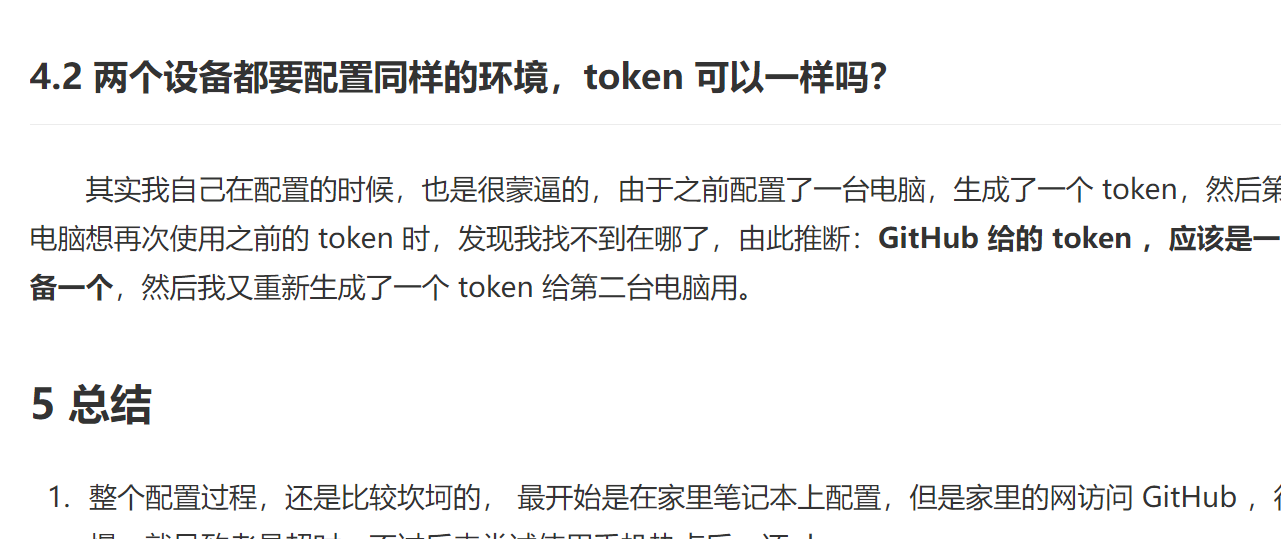 4.2 两个设备都要配置同样的环境，token 可以一样吗？
其实我自己在配置的时候，也是很蒙逼的，由于之前配置了一台电脑，生成了一个 token，然后第
电脑想再次使用之前的 token 时，发现我找不到在哪了，由此推断：GitHub 给的 token ，应该是一
备一个，然后我又重新生成了一个 token 给第二台电脑用。
5 总结
1. 整个配置过程，还是比较坎坷的， 最开始是在家里笔记本上配置，但是家里的网访问 GitHub ，